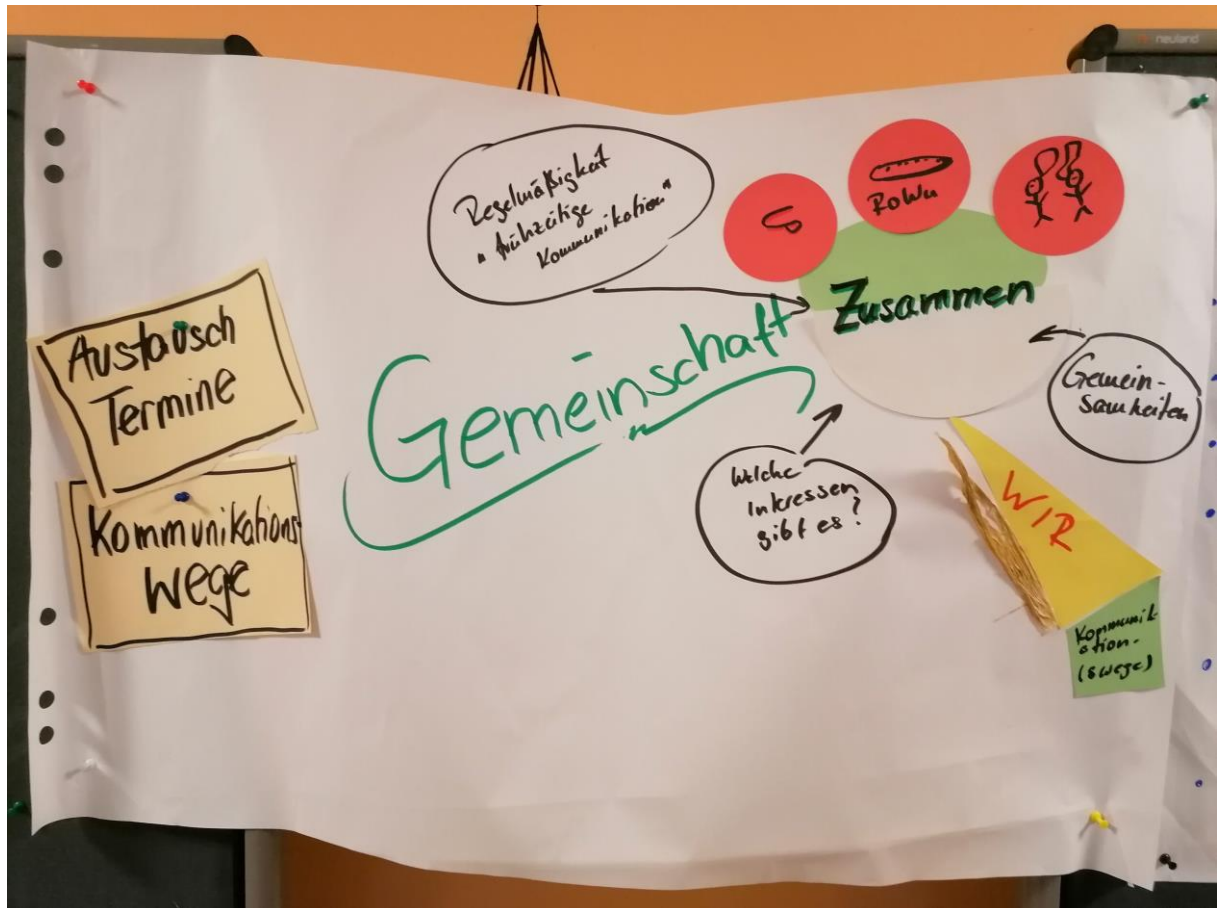 neuland
Regelmäßigkeit
"frühzeitige
Kommunikation"
RoWu
Zusammen
Gemeinschaft
Austausch
Termine
Kommunikations
wege
Gemein-
samkeiten
Welche
Interessen
gibt es?
WIR
Kommunik-
ation-
(swege)